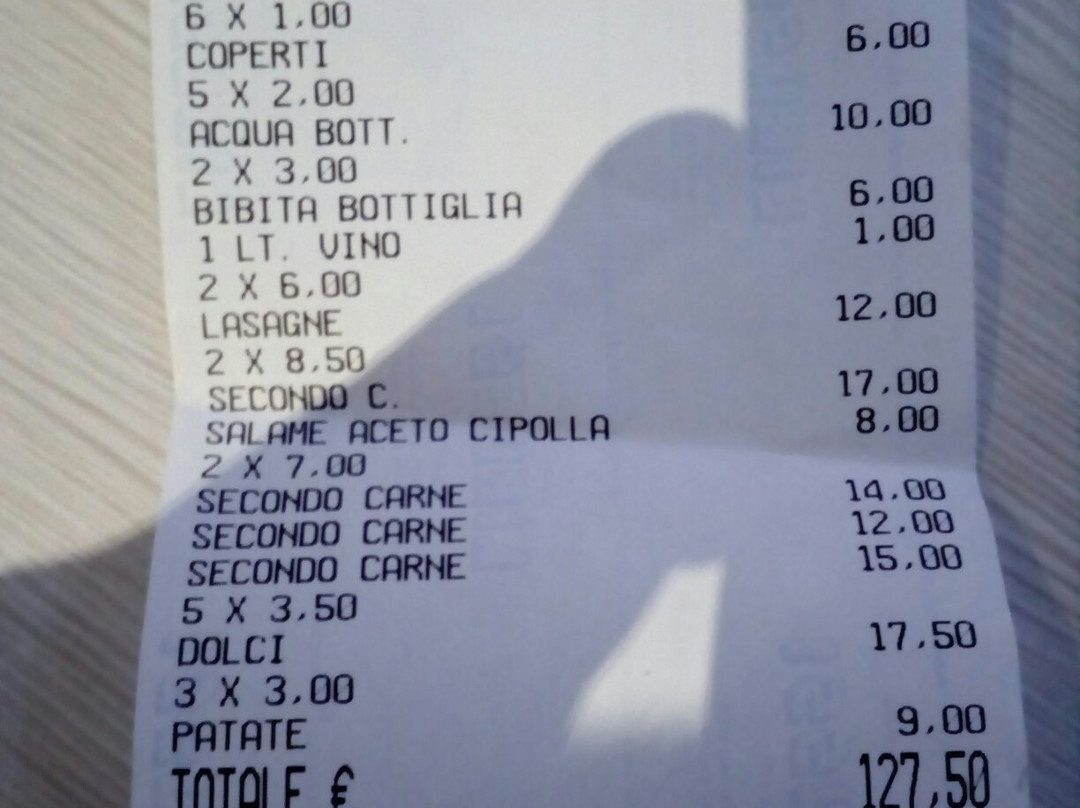 6 X 1,00
COPERTI 6,00
5 X 2,00
ACQUA BOTT. 10,00
2 X 3,00
BIBITA BOTTIGLIA 6,00
1 LT. VINO 1,00
2 X 6,00
LASAGNE 12,00
2 X 8,50
SECONDO C. 17,00
SALAME ACETO CIPOLLA 8,00
2 X 7,00
SECONDO CARNE 14,00
SECONDO CARNE 12,00
SECONDO CARNE 15,00
5 X 3,50
DOLCI 17,50
3 X 3,00
PATATE 9,00
TOTALE € 127,50